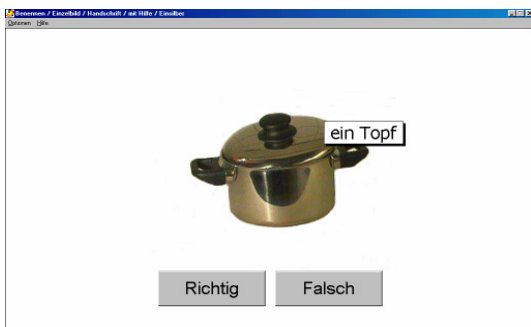 Benennen / Einzelbild / Handschrift / mit Hilfe / Einsilber
Optionen Hilfe
ein Topf
Richtig Falsch